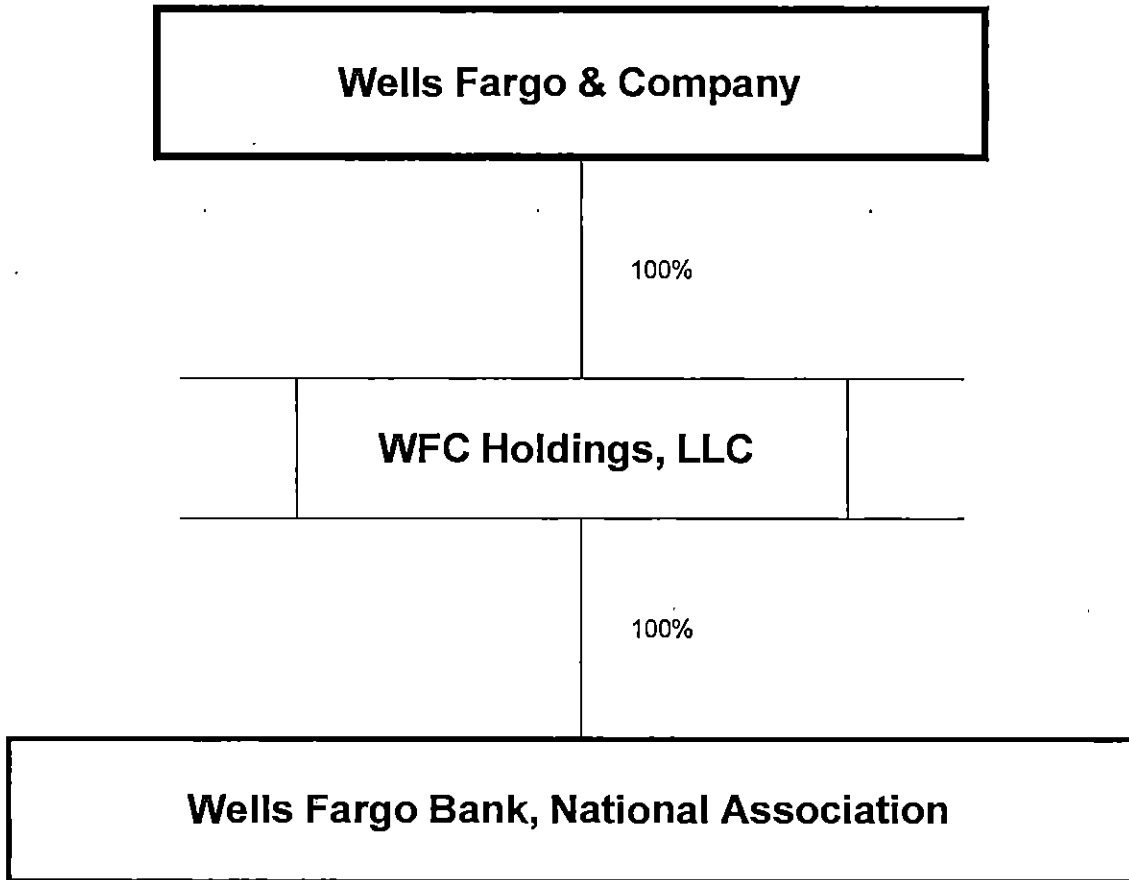 Wells Fargo & Company
100%
WFC Holdings, LLC
100%
Wells Fargo Bank, National Association